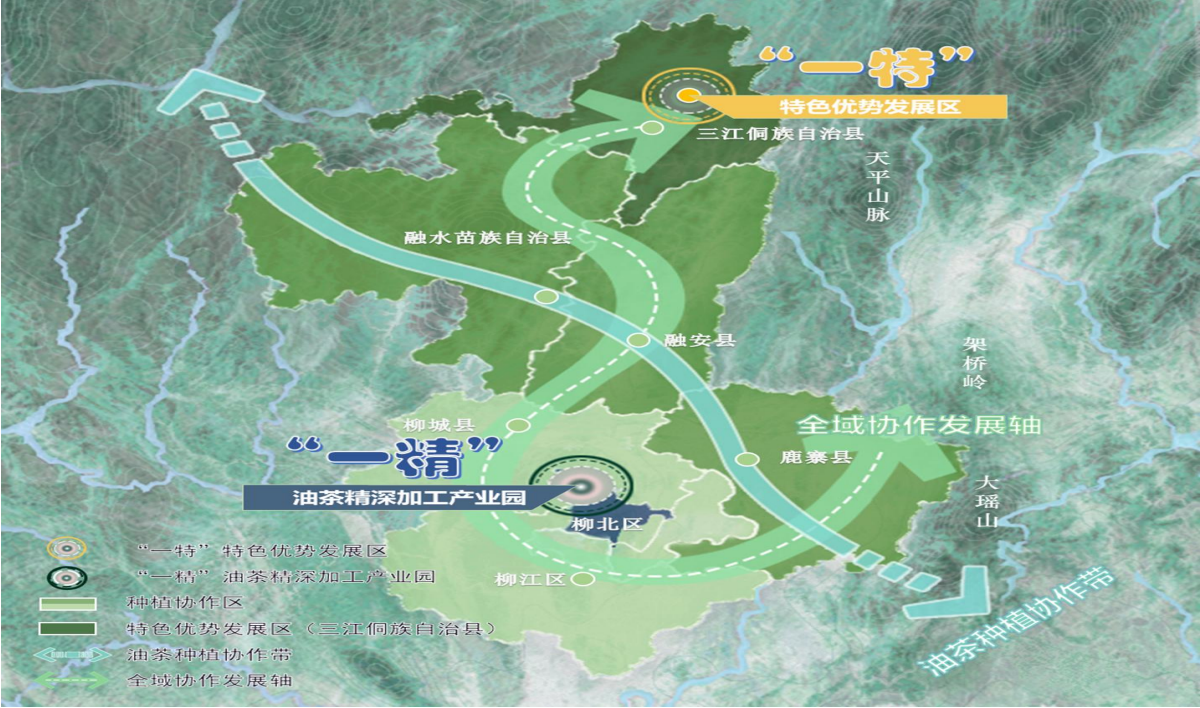 “一特”
特色优势发展区
三江侗族自治县
天平山脉
融水苗族自治县
融安县
架桥岭
柳城县
全域协作发展轴
“一精”
鹿寨县
油茶精深加工产业园
大瑶山
柳北区
柳江区
油茶种植协作带
“一特”特色优势发展区
“一精”油茶精深加工产业园
种植协作区
特色优势发展区（三江侗族自治县）
油茶种植协作带
全域协作发展轴